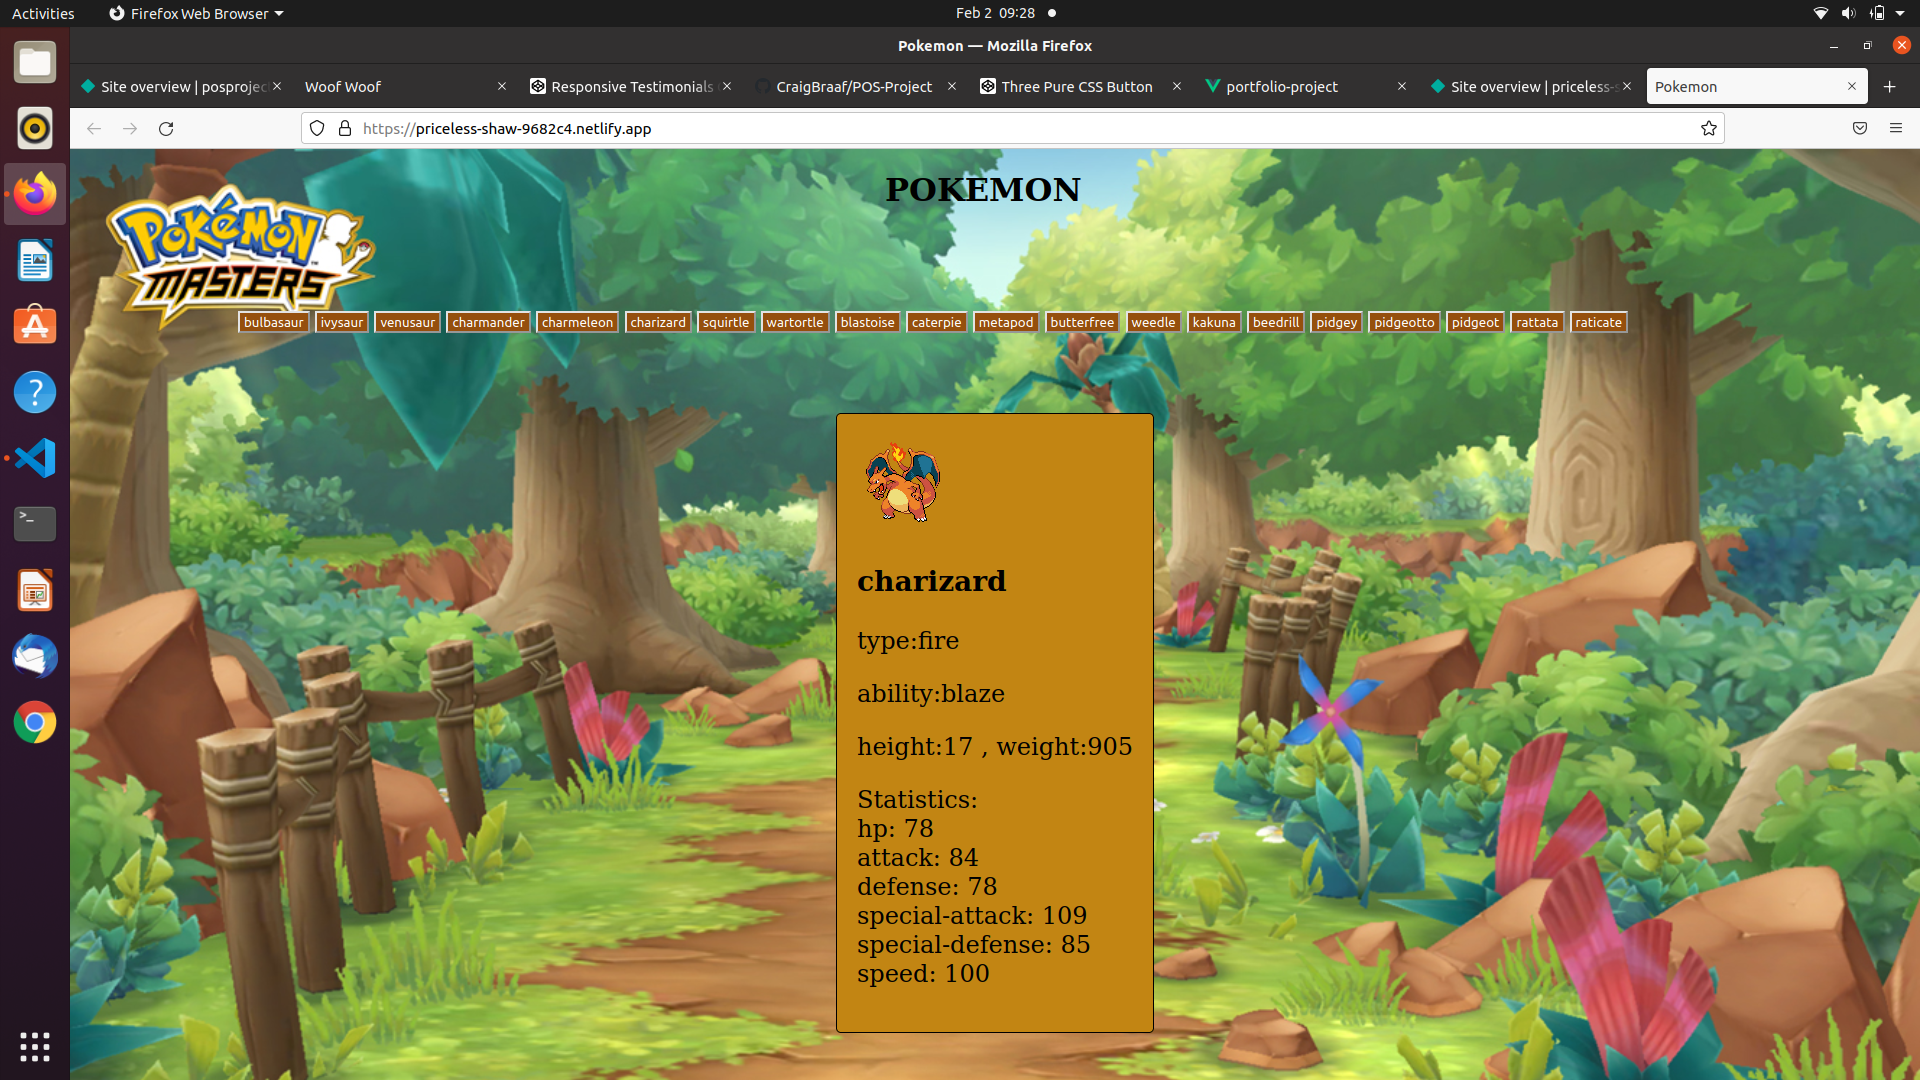 Activities Firefox Web Browser Feb 2 09:28
Pokemon — Mozilla Firefox
Site overview | posprojec Woof Woof Responsive Testimonials CraigBraaf/POS-Project Three Pure CSS Button portfolio-project Site overview | priceless-s Pokemon
https://priceless-shaw-9682c4.netlify.app
POKEMON
POKéMON
MASTERS
bulbasaur ivysaur venusaur charmander charmeleon charizard squirtle wartortle blastoise caterpie metapod butterfree weedle kakuna beedrill pidgey pidgeotto pidgeot rattata raticate
charizard
type:fire
ability:blaze
height:17 , weight:905
Statistics:
hp: 78
attack: 84
defense: 78
special-attack: 109
special-defense: 85
speed: 100